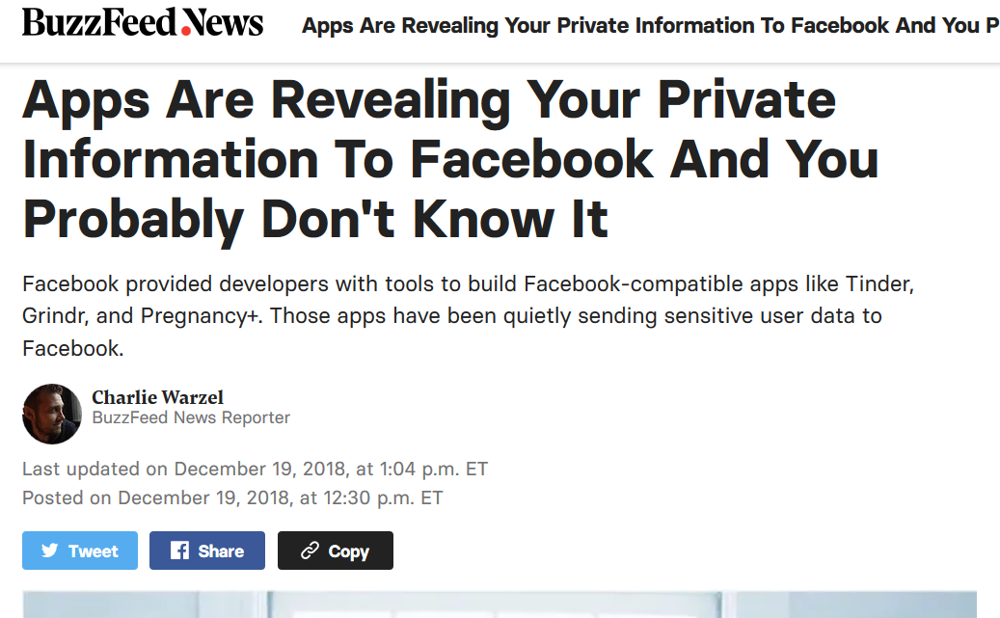 BuzzFeed News
Apps Are Revealing Your Private Information To Facebook And You P
Apps Are Revealing Your Private
Information To Facebook And You
Probably Don't Know It
Facebook provided developers with tools to build Facebook-compatible apps like Tinder,
Grindr, and Pregnancy+. Those apps have been quietly sending sensitive user data to
Facebook.
Charlie Warzel
BuzzFeed News Reporter
Last updated on December 19, 2018, at 1:04 p.m. ET
Posted on December 19, 2018, at 12:30 p.m. ET
Tweet
Share
Copy